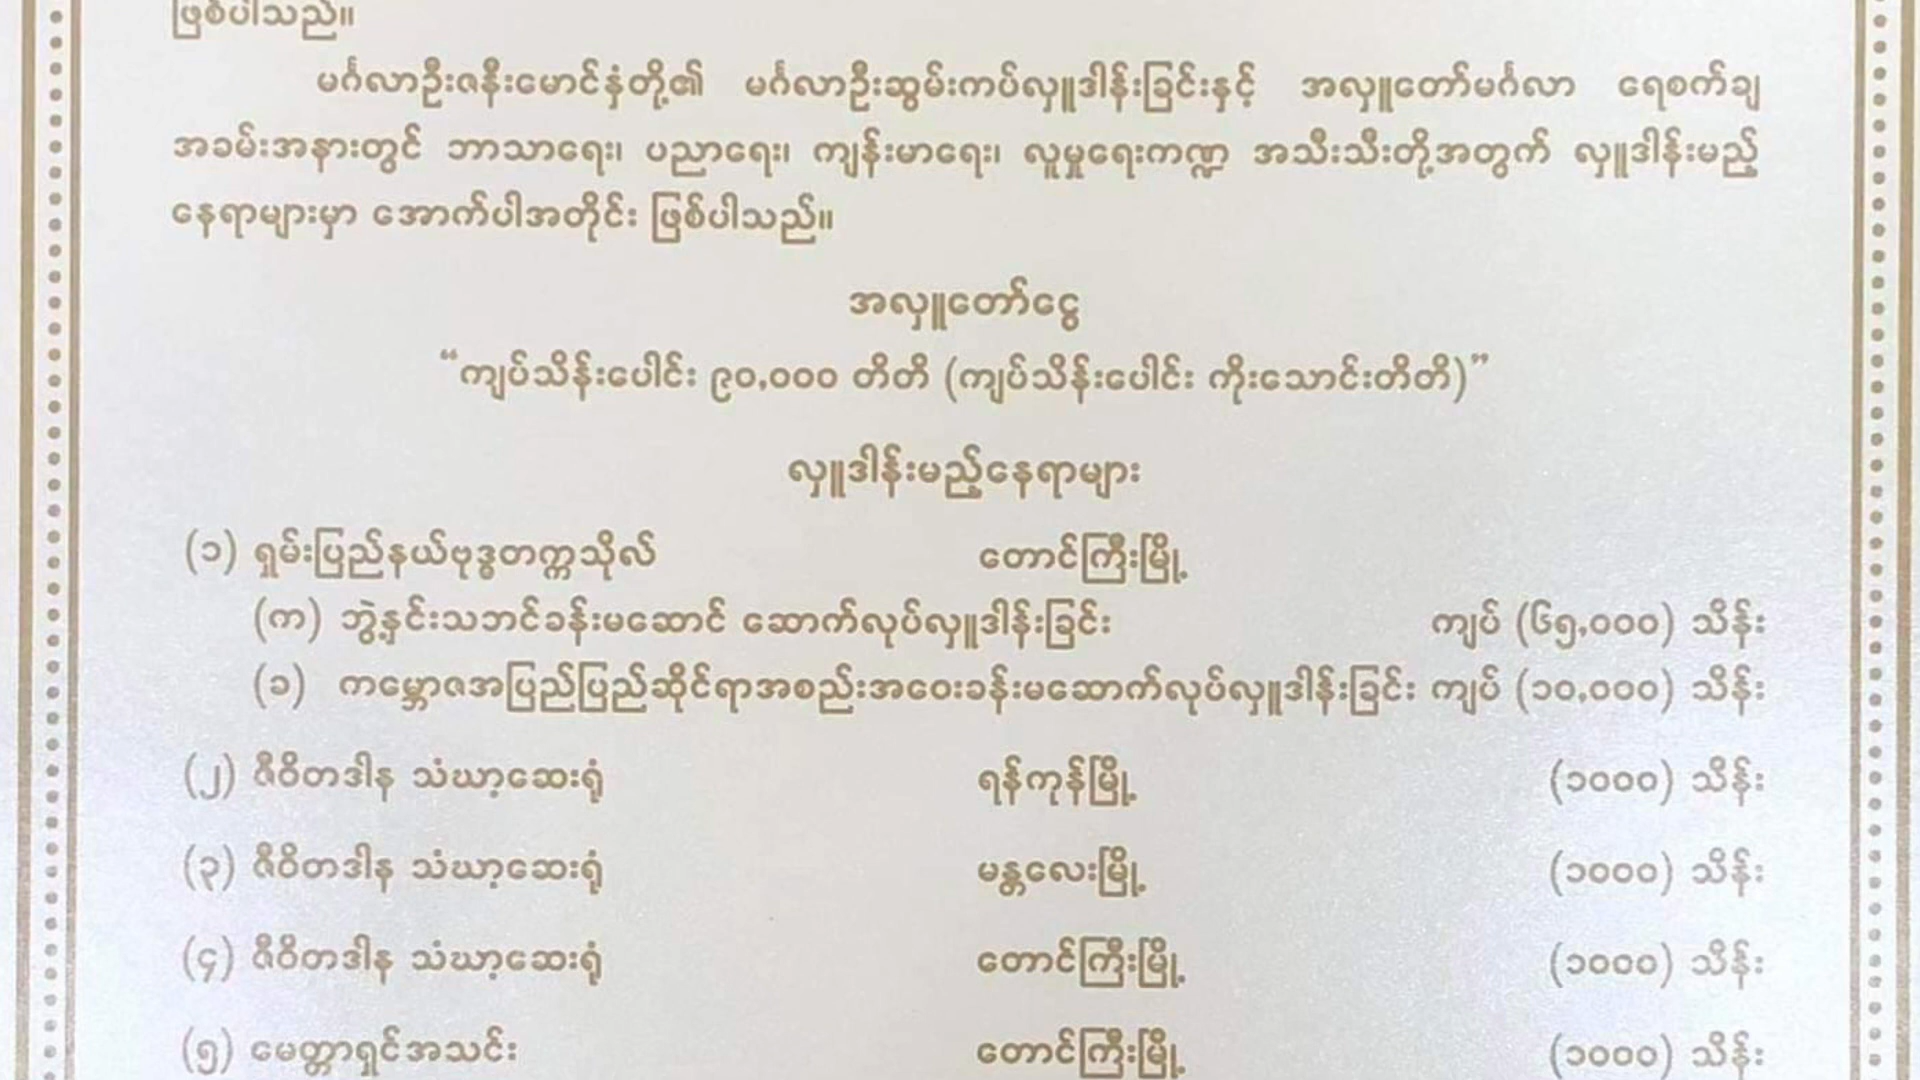 ဖြစ်ပါသည်။
မင်္ဂလာဦးဇနီးမောင်နှံတို့၏ မင်္ဂလာဦးဆွမ်းကပ်လှူဒါန်းခြင်းနှင့် အလှူတော်မင်္ဂလာ ရေစက်ချ
အခမ်းအနားတွင် ဘာသာရေး၊ ပညာရေး၊ ကျန်းမာရေး၊ လူမှုရေးကဏ္ဍ အသီးသီးတို့အတွက် လှူဒါန်းမည့်
နေရာများမှာ အောက်ပါအတိုင်း ဖြစ်ပါသည်။
အလှူတော်ငွေ
“ကျပ်သိန်းပေါင်း ၉၀,၀၀၀ တိတိ (ကျပ်သိန်းပေါင်း ကိုးသောင်းတိတိ)”
လှူဒါန်းမည့်နေရာများ
(၁) ရှမ်းပြည်နယ်ဗုဒ္ဓတက္ကသိုလ် တောင်ကြီးမြို့
(က) ဘွဲ့နှင်းသဘင်ခန်းမဆောင် ဆောက်လုပ်လှူဒါန်းခြင်း ကျပ် (၆၅,၀၀၀) သိန်း
(ခ) ကမ္ဘောဇအပြည်ပြည်ဆိုင်ရာအစည်းအဝေးခန်းမဆောက်လုပ်လှူဒါန်းခြင်း ကျပ် (၁၀,၀၀၀) သိန်း
(၂) ဇီဝိတဒါန သံဃာ့ဆေးရုံ ရန်ကုန်မြို့ (၁၀၀၀) သိန်း
(၃) ဇီဝိတဒါန သံဃာ့ဆေးရုံ မန္တလေးမြို့ (၁၀၀၀) သိန်း
(၄) ဇီဝိတဒါန သံဃာ့ဆေးရုံ တောင်ကြီးမြို့ (၁၀၀၀) သိန်း
(၅) မေတ္တာရှင်အသင်း တောင်ကြီးမြို့ (၁၀၀၀) သိန်း